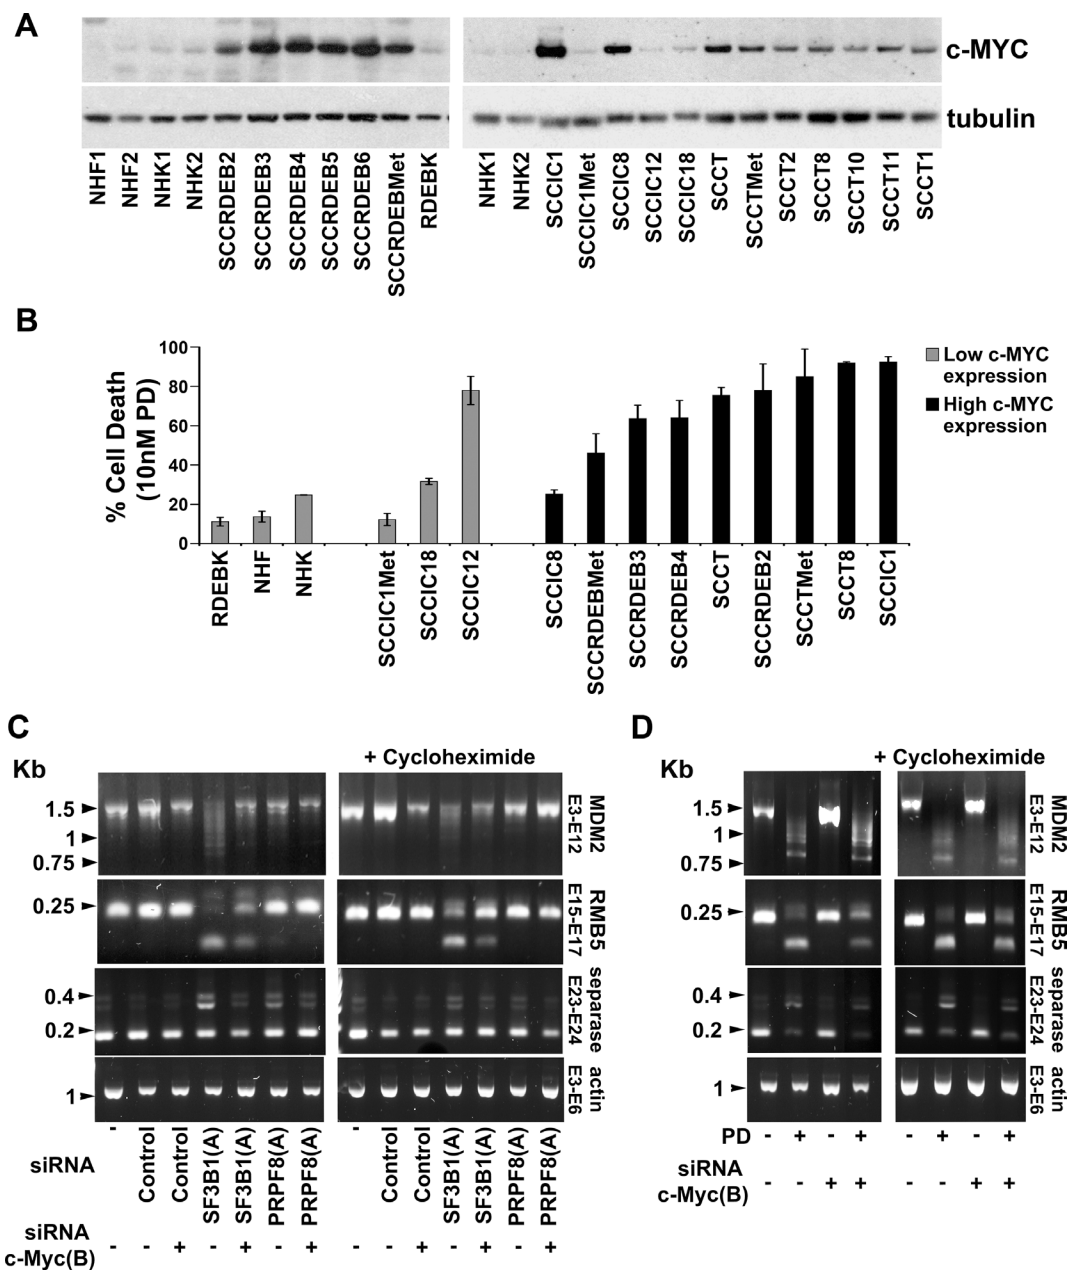 A
c-MYC
tubulin
NHF1
NHF2
NHK1
NHK2
SCCRDEB2
SCCRDEB3
SCCRDEB4
SCCRDEB5
SCCRDEB6
SCCRDEBMet
RDEBK
NHK1
NHK2
SCCIC1
SCCIC1Met
SCCIC8
SCCIC12
SCCIC18
SCCT
SCCTMet
SCCT2
SCCT8
SCCT10
SCCT11
SCCT1
B
% Cell Death
(10nM PD)
100
80
60
40
20
0
Low c-MYC
expression
High c-MYC
expression
RDEBK
NHF
NHK
SCCIC1Met
SCCIC18
SCCIC12
SCCIC8
SCCRDEBMet
SCCRDEB3
SCCRDEB4
SCCT
SCCRDEB2
SCCTMet
SCCT8
SCCIC1
C
Kb
+ Cycloheximide
1.5
1
0.75
MDM2
E3-E12
0.25
RMB5
E15-E17
0.4
0.2
separase
E23-E24
1
actin
E3-E6
siRNA
- Control Control SF3B1(A) SF3B1(A) PRPF8(A) PRPF8(A)
- Control Control SF3B1(A) SF3B1(A) PRPF8(A) PRPF8(A)
siRNA
c-Myc(B)
- - + - + - + - - + - + - +
D
Kb
+ Cycloheximide
1.5
1
0.75
MDM2
E3-E12
0.25
RMB5
E15-E17
0.4
0.2
separase
E23-E24
1
actin
E3-E6
PD - + - + - + - +
siRNA
c-Myc(B) - - + + - - + +